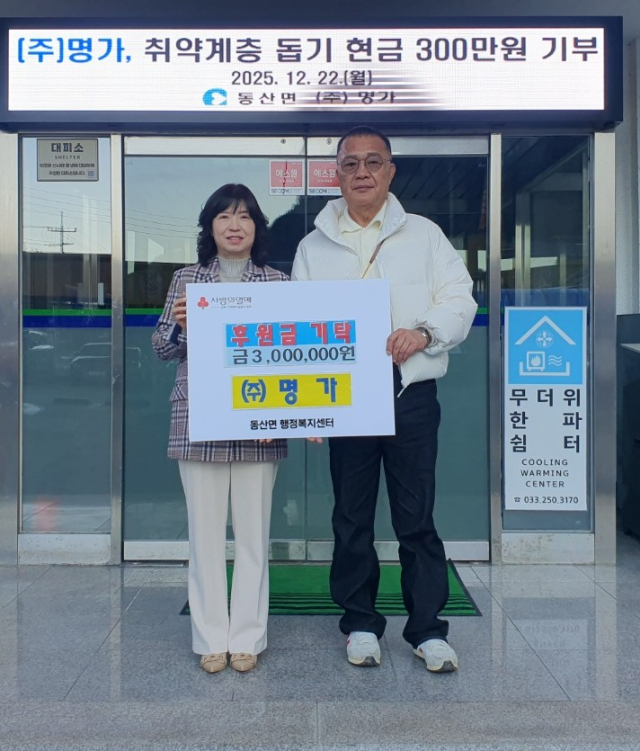 (주)명가, 취약계층 돕기 현금 300만원 기부
2025. 12. 22.(월)
동산면 (주) 명가
대피소
SHELTER
사랑의열매
후원금 기탁
금3,000,000원
(주) 명 가
동산면 행정복지센터
무더위
한파
쉼터
COOLING
WARMING
CENTER
☎ 033.250.3170